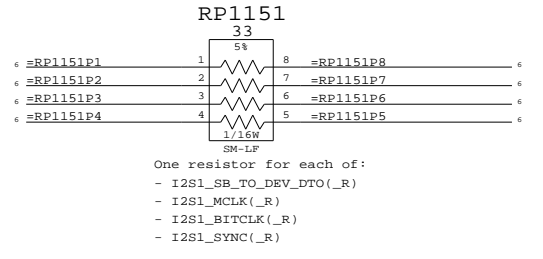 RP1151
33
5%
6 =RP1151P1 1 8 =RP1151P8 6
6 =RP1151P2 2 7 =RP1151P7 6
6 =RP1151P3 3 6 =RP1151P6 6
6 =RP1151P4 4 5 =RP1151P5 6
1/16W
SM-LF
One resistor for each of:
- I2S1_SB_TO_DEV_DTO(_R)
- I2S1_MCLK(_R)
- I2S1_BITCLK(_R)
- I2S1_SYNC(_R)